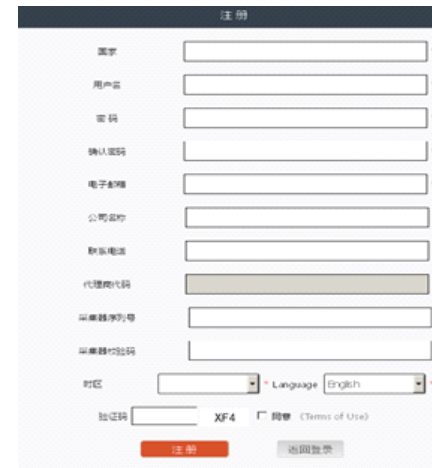 注册
国家
用户名
密码
确认密码
电子邮箱
公司名称
联系电话
代理商代码
采集器序列号
采集器校验码
时区 * Language English *
验证码 XF4 同意 (Terms of Use)
注册 返回登录